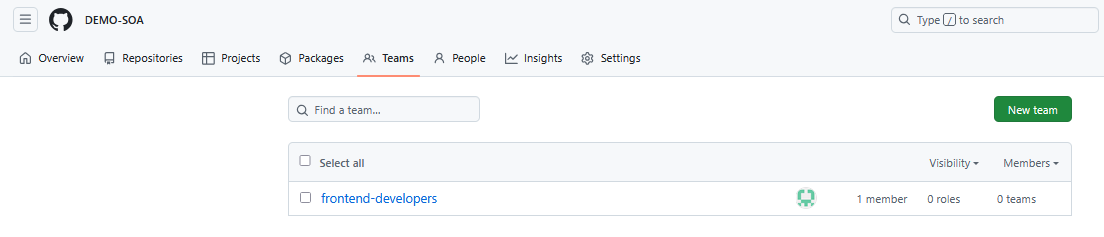 DEMO-SOA
Type / to search
Overview Repositories Projects Packages Teams People Insights Settings
Find a team...
New team
Select all Visibility Members
frontend-developers 1 member 0 roles 0 teams